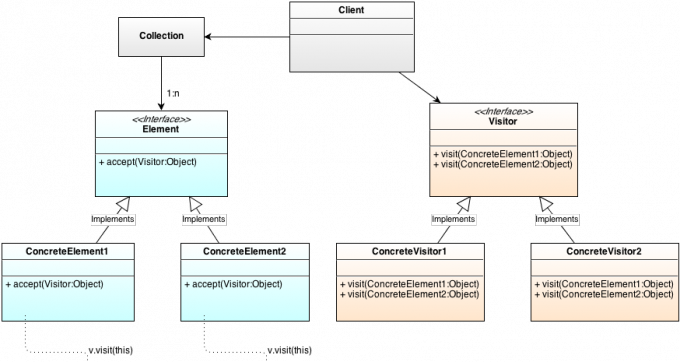 Client
Collection
1:n
<<Interface>>
Element
+ accept(Visitor:Object)
<<Interface>>
Visitor
+ visit(ConcreteElement1:Object)
+ visit(ConcreteElement2:Object)
Implements
Implements
Implements
Implements
ConcreteElement1
+ accept(Visitor:Object)
ConcreteElement2
+ accept(Visitor:Object)
ConcreteVisitor1
+ visit(ConcreteElement1:Object)
+ visit(ConcreteElement2:Object)
ConcreteVisitor2
+ visit(ConcreteElement1:Object)
+ visit(ConcreteElement2:Object)
v.visit(this)
v.visit(this)